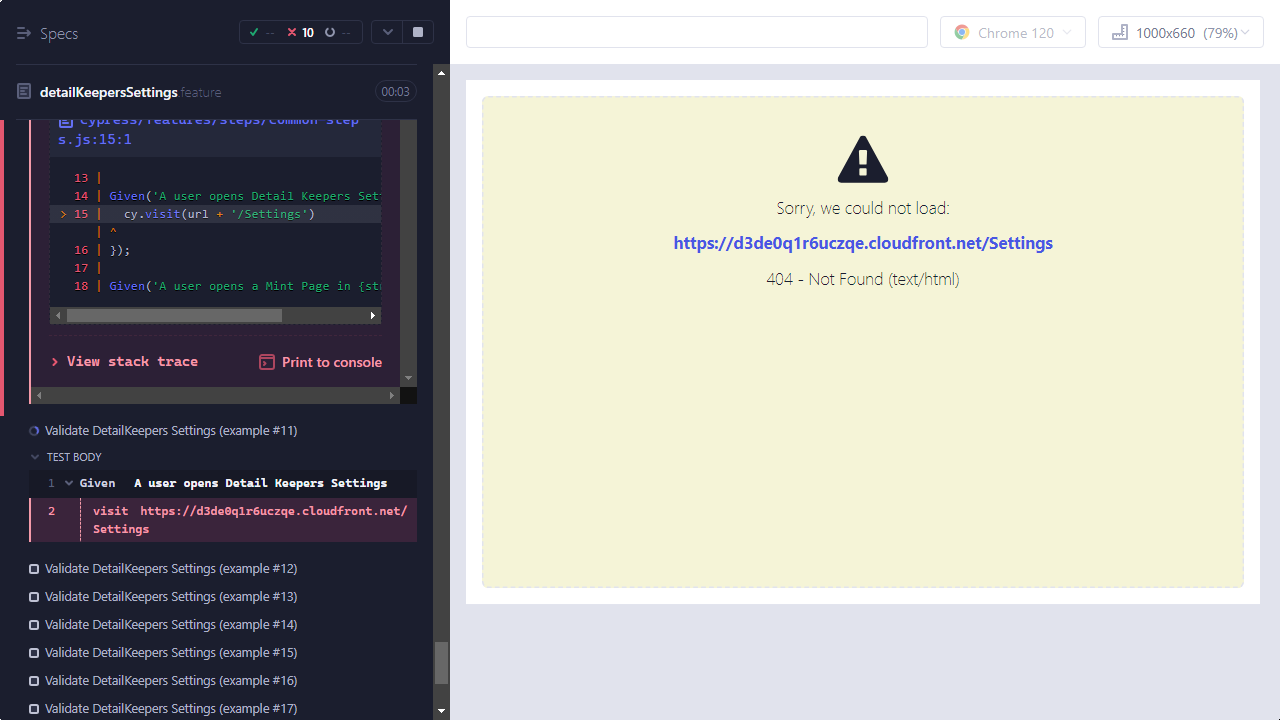 Specs
-- 10 --
Chrome 120
1000x660 (79%)
detailKeepersSettings feature
00:03
cypress/features/steps/common-step
s.js:15:1
13 |
14 | Given('A user opens Detail Keepers Set
> 15 | cy.visit(url + '/Settings')
| ^
16 | });
17 |
18 | Given('A user opens a Mint Page in {st
View stack trace
Print to console
Validate DetailKeepers Settings (example #11)
TEST BODY
1 Given A user opens Detail Keepers Settings
2 visit https://d3de0q1r6uczqe.cloudfront.net/
Settings
Validate DetailKeepers Settings (example #12)
Validate DetailKeepers Settings (example #13)
Validate DetailKeepers Settings (example #14)
Validate DetailKeepers Settings (example #15)
Validate DetailKeepers Settings (example #16)
Validate DetailKeepers Settings (example #17)
Sorry, we could not load:
https://d3de0q1r6uczqe.cloudfront.net/Settings
404 - Not Found (text/html)